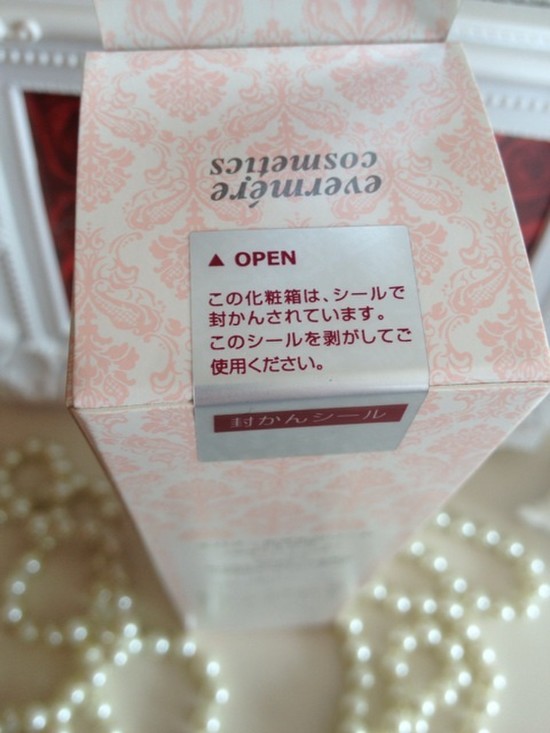 evermére
cosmetics
▲ OPEN
この化粧箱は、シールで
封かんされています。
このシールを剥がしてご
使用ください。
封かんシール